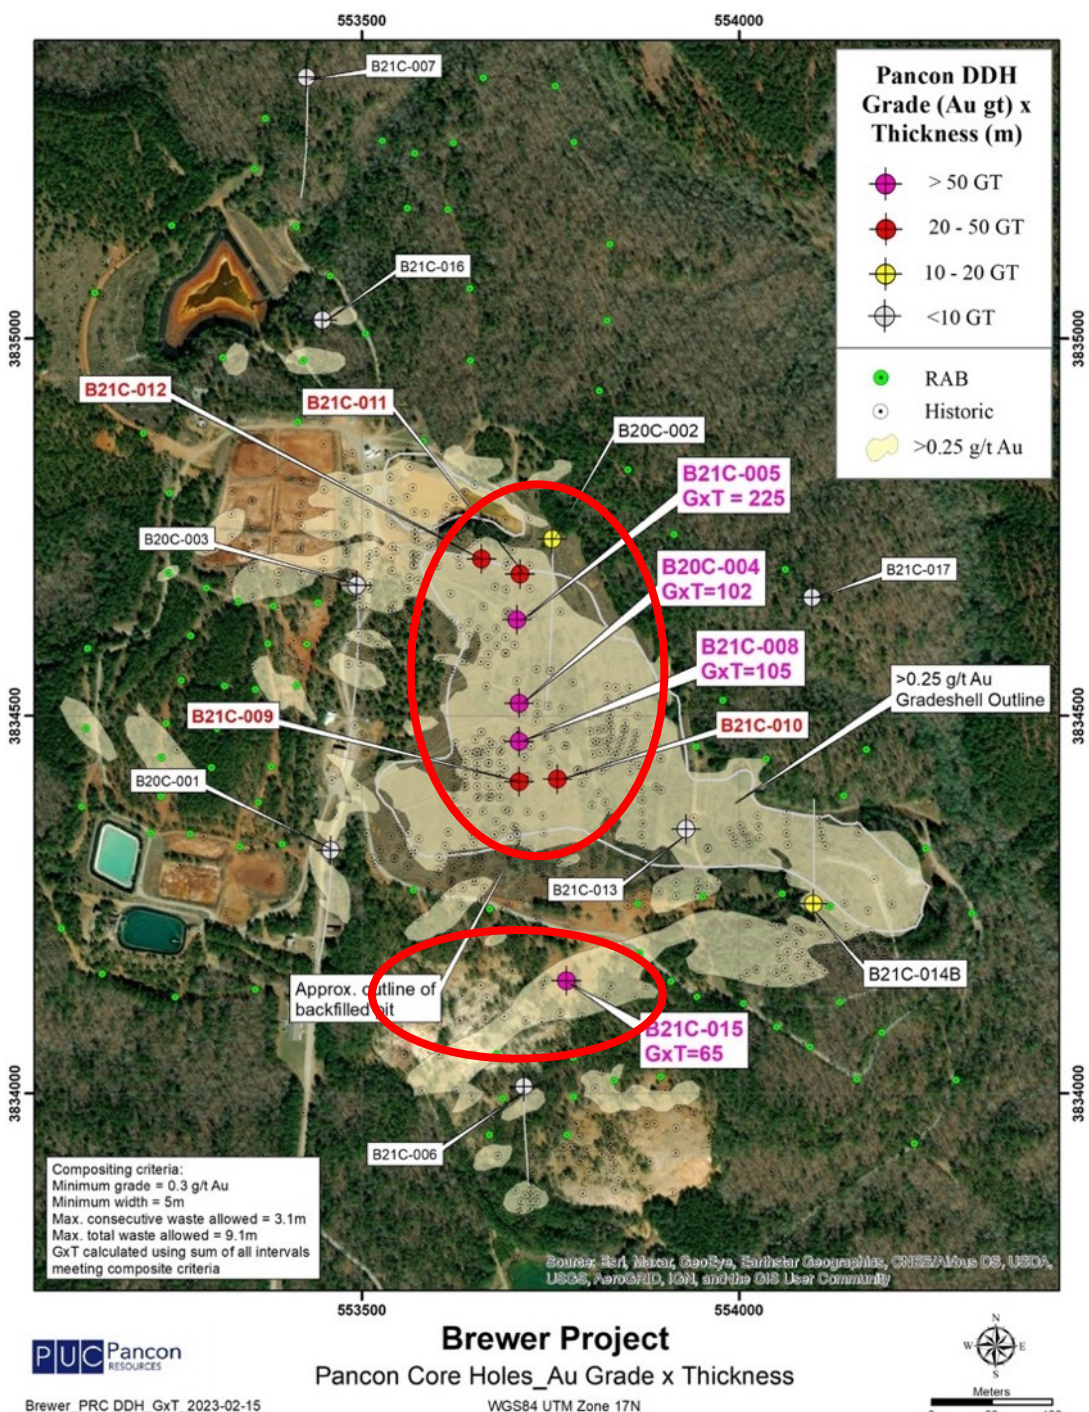 553500
554000
B21C-007
Pancon DDH
Grade (Au gt) x
Thickness (m)
> 50 GT
20 - 50 GT
10 - 20 GT
<10 GT
RAB
Historic
>0.25 g/t Au
B21C-016
3835000
3835000
B21C-012
B21C-011
B20C-002
B21C-005
GxT = 225
B20C-003
B20C-004
GxT=102
B21C-017
B21C-008
GxT=105
>0.25 g/t Au
Gradeshell Outline
B21C-009
B21C-010
3834500
3834500
B20C-001
B21C-013
B21C-014B
Approx. outline of
backfilled pit
B21C-015
GxT=65
3834000
3834000
B21C-006
Compositing criteria:
Minimum grade = 0.3 g/t Au
Minimum width = 5m
Max. consecutive waste allowed = 3.1m
Max. total waste allowed = 9.1m
GxT calculated using sum of all intervals
meeting composite criteria
Source: Esri, Maxar, GeoEye, Earthstar Geographics, CNES/Airbus DS, USDA,
USGS, AeroGRID, IGN, and the GIS User Community
553500
554000
Brewer Project
Pancon Core Holes_Au Grade x Thickness
WGS84 UTM Zone 17N
PUC Pancon
RESOURCES
Brewer_PRC DDH_GxT_2023-02-15
N
W E
S
Meters